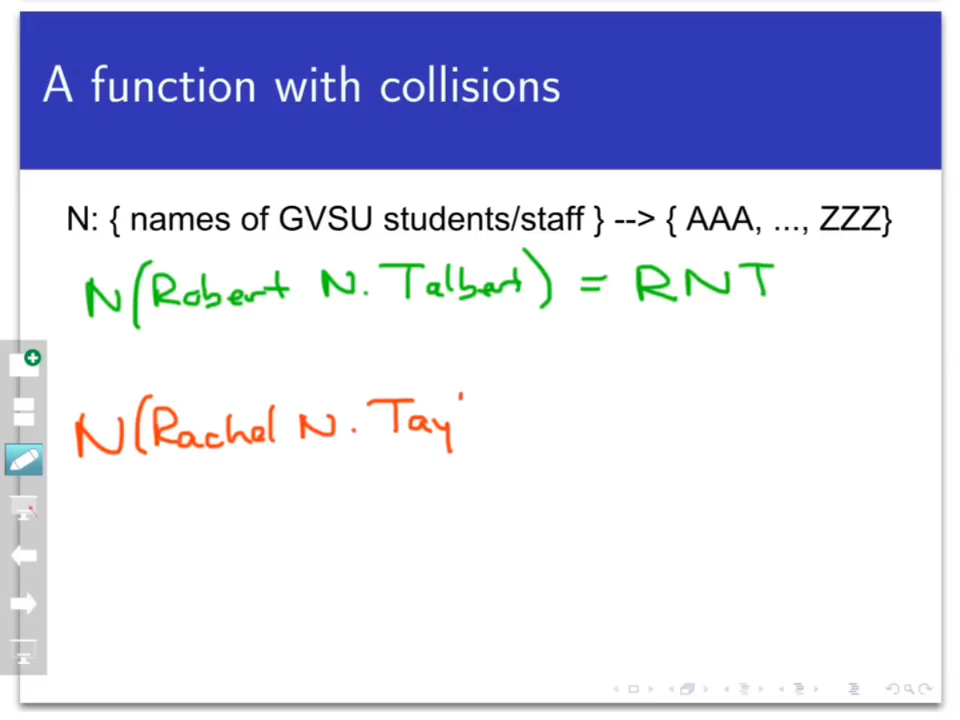 A function with collisions
N: { names of GVSU students/staff } --> { AAA, ..., ZZZ}
N(Robert N. Talbert) = RNT
N(Rachel N. Tay